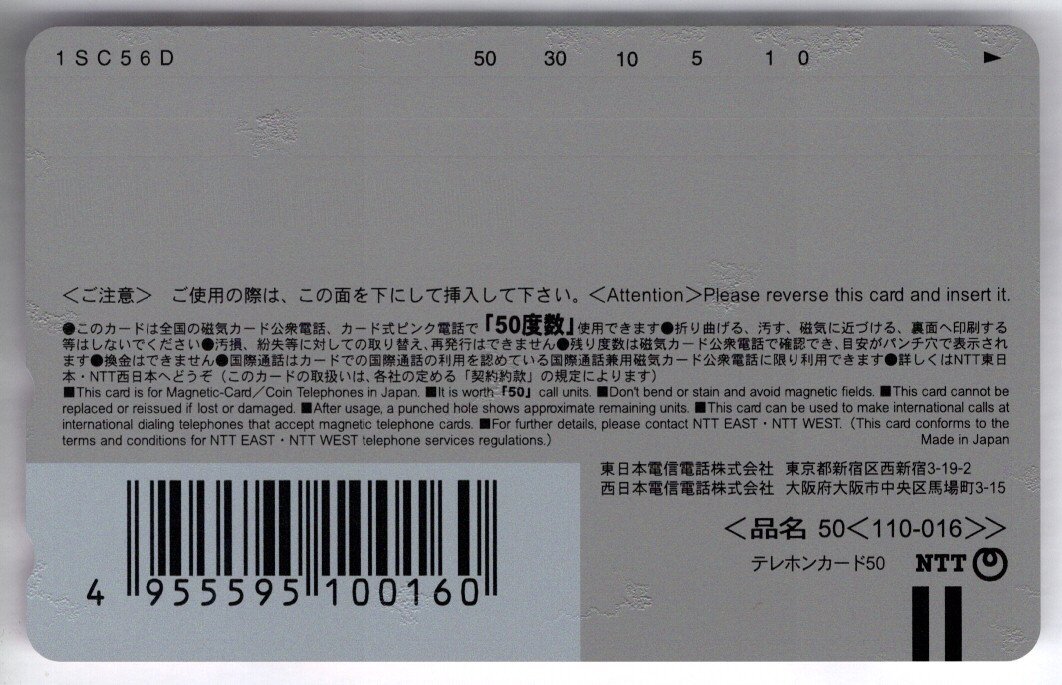 1SC56D 50 30 10 5 1 0 ►
＜ご注意＞ ご使用の際は、この面を下にして挿入して下さい。＜Attention＞Please reverse this card and insert it.
●このカードは全国の磁気カード公衆電話、カード式ピンク電話で「50度数」使用できます●折り曲げる、汚す、磁気に近づける、裏面へ印刷する
等はしないでください●汚損、紛失等に対しての取り替え、再発行はできません●残り度数は磁気カード公衆電話で確認でき、目安がパンチ穴で表示され
ます●換金はできません●国際通話はカードでの国際通話の利用を認めている国際通話兼用磁気カード公衆電話に限り利用できます●詳しくはNTT東日
本・NTT西日本へどうぞ（このカードの取扱いは、各社の定める「契約約款」の規定によります）
■This card is for Magnetic-Card／Coin Telephones in Japan. ■It is worth「50」call units. ■Don't bend or stain and avoid magnetic fields. ■This card cannot be
replaced or reissued if lost or damaged. ■After usage, a punched hole shows approximate remaining units. ■This card can be used to make international calls at
international dialing telephones that accept magnetic telephone cards. ■For further details, please contact NTT EAST・NTT WEST.（This card conforms to the
terms and conditions for NTT EAST・NTT WEST telephone services regulations.） Made in Japan
東日本電信電話株式会社 東京都新宿区西新宿3-19-2
西日本電信電話株式会社 大阪府大阪市中央区馬場町3-15
＜品名 50＜110-016＞＞
テレホンカード50 NTT
4 955595 100160